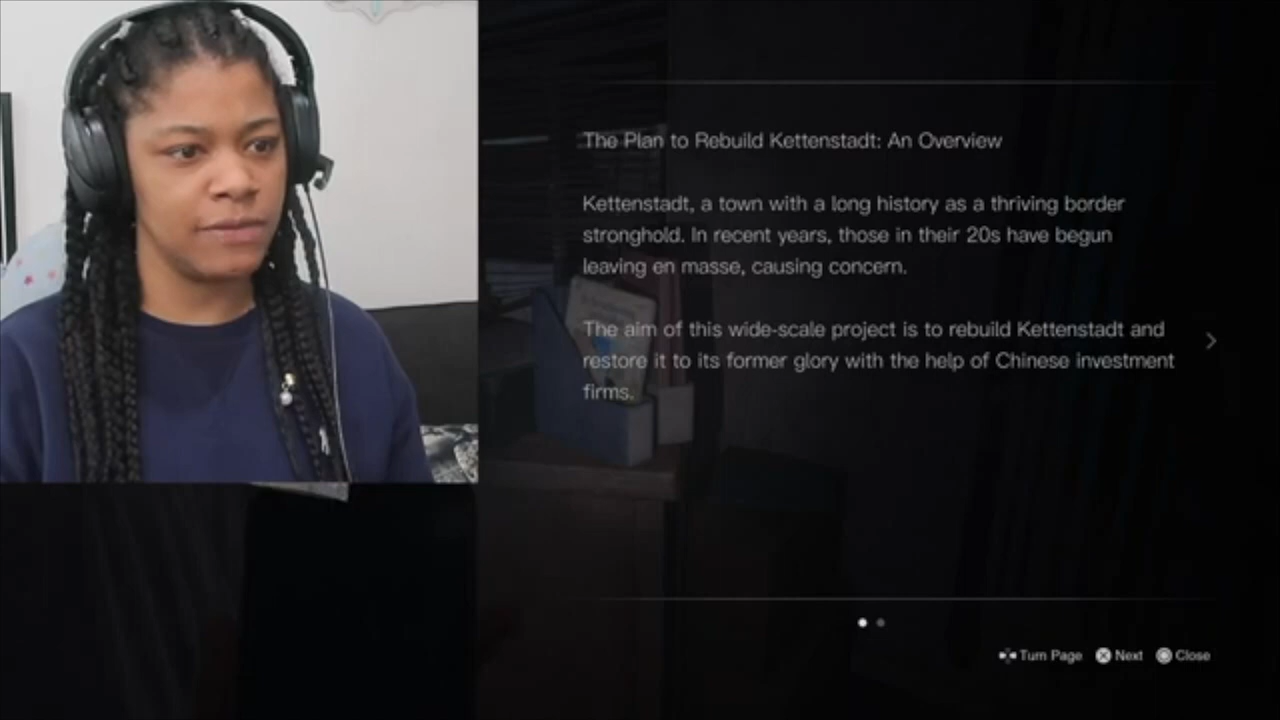 The Plan to Rebuild Kettenstadt: An Overview
Kettenstadt, a town with a long history as a thriving border
stronghold. In recent years, those in their 20s have begun
leaving en masse, causing concern.
The aim of this wide-scale project is to rebuild Kettenstadt and
restore it to its former glory with the help of Chinese investment
firms.
Turn Page Next Close